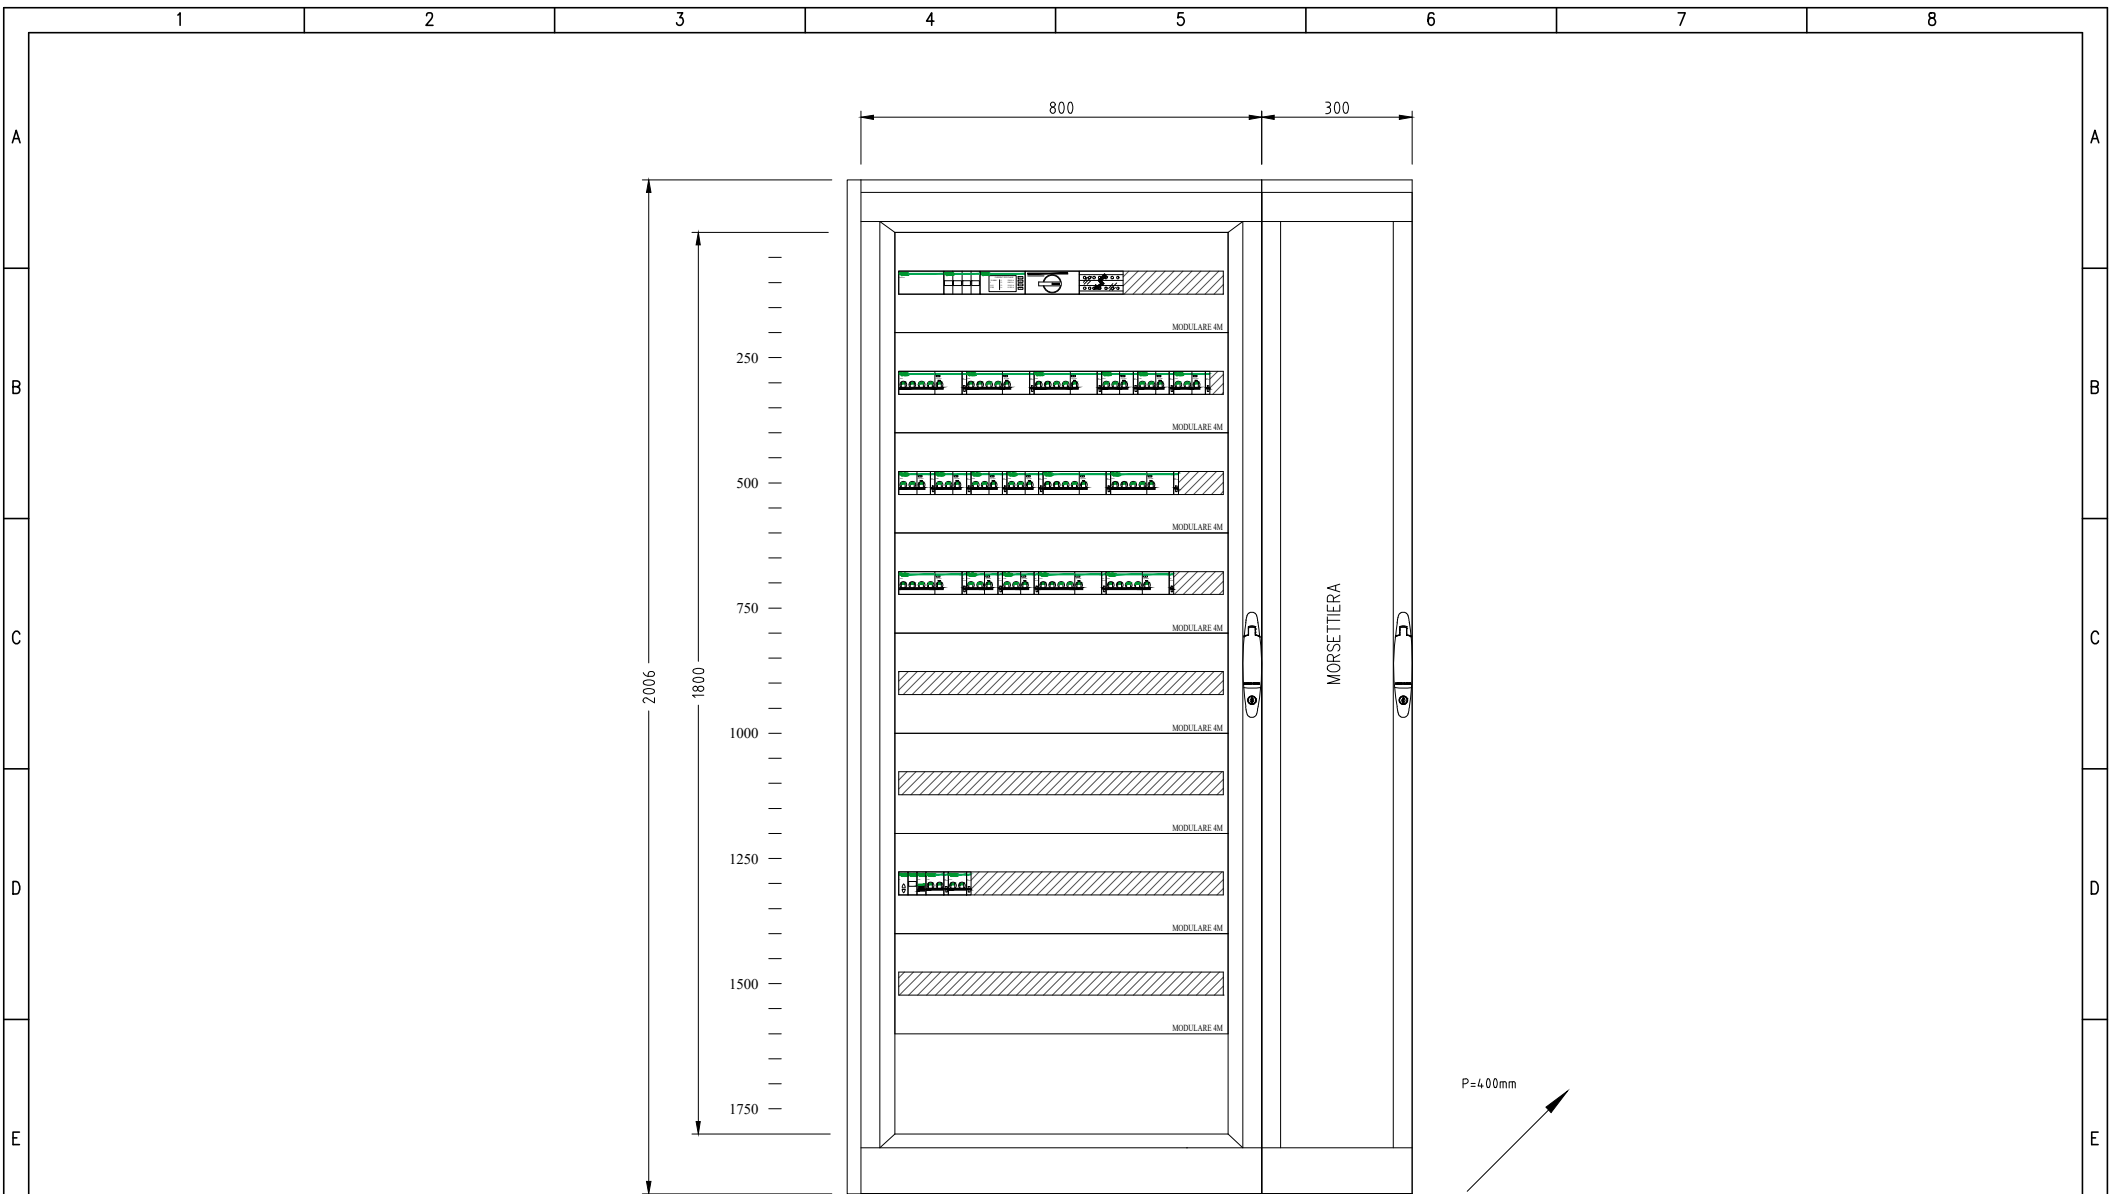 1 2 3 4 5 6 7 8
800 300
A A
MODULARE 4M
250
B B
MODULARE 4M
500
MODULARE 4M
750
MODULARE 4M
C C
MORSETTIERA
2006
1800
1000
MODULARE 4M
MODULARE 4M
1250
D D
MODULARE 4M
1500
MODULARE 4M
P=400mm
1750
E E